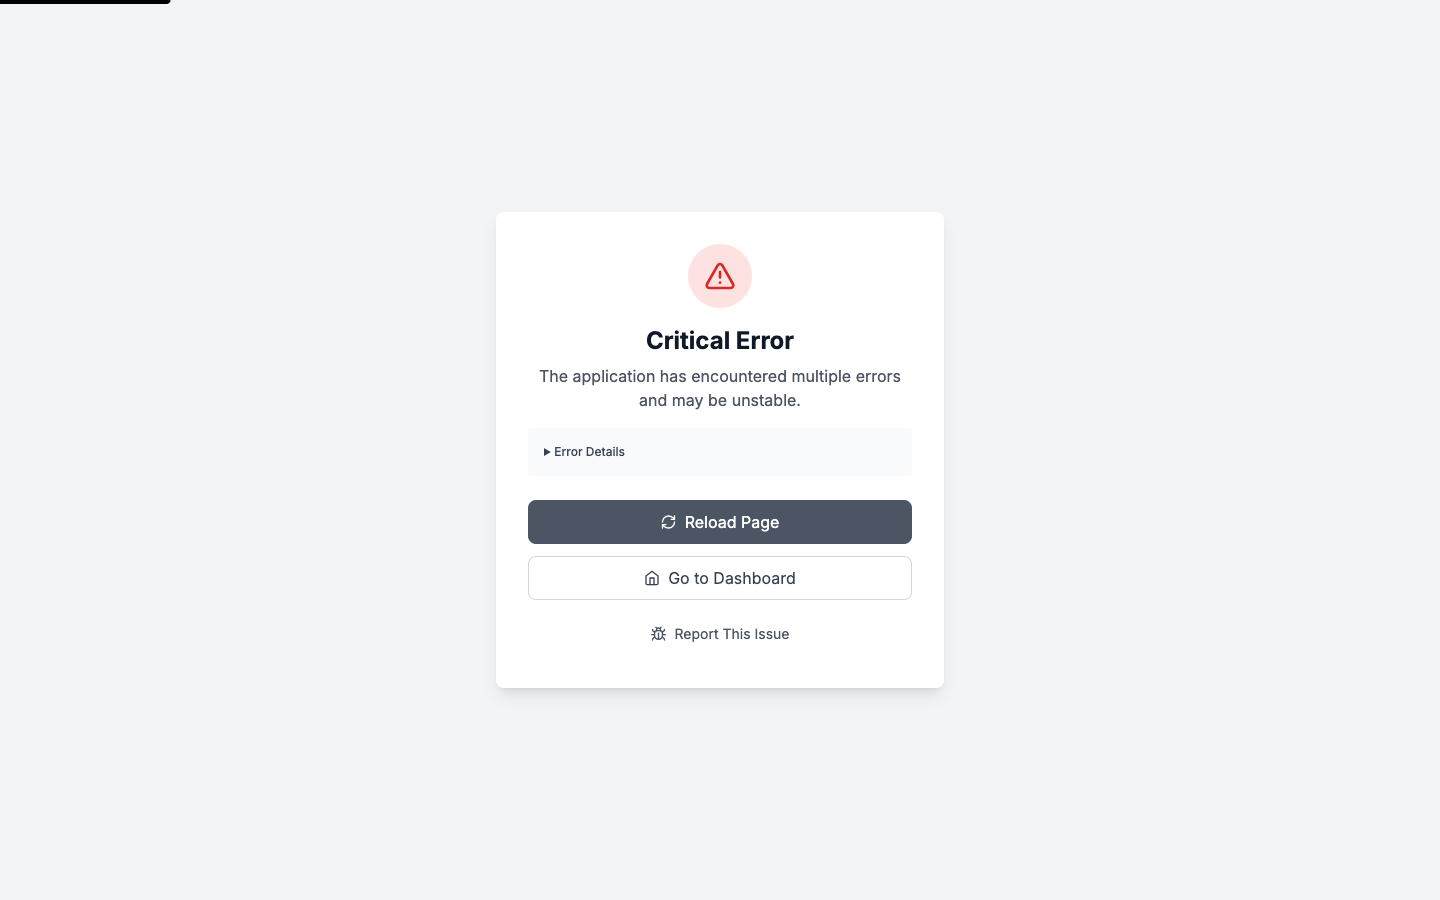 Critical Error
The application has encountered multiple errors
and may be unstable.
Error Details
Reload Page
Go to Dashboard
Report This Issue